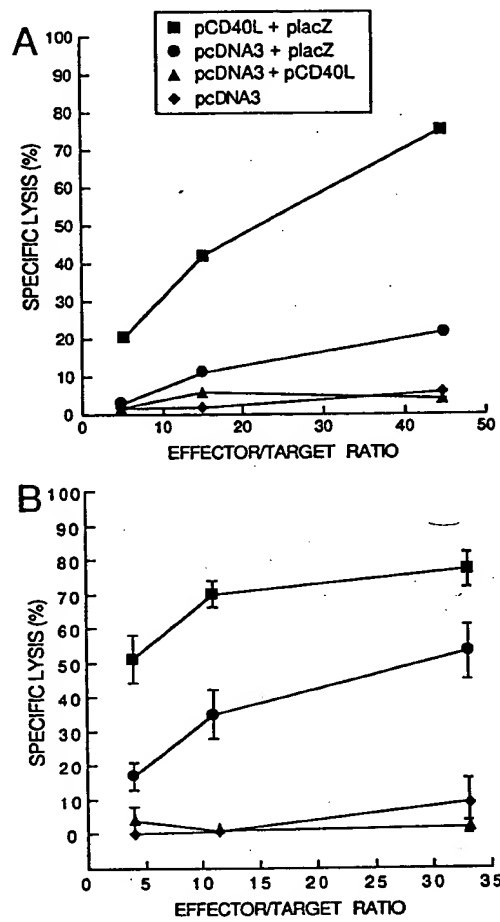 A
pCD40L + placZ
pcDNA3 + placZ
pcDNA3 + pCD40L
pcDNA3
100
90
80
70
60
50
40
30
20
10
0
SPECIFIC LYSIS (%)
0 10 20 30 40 50
EFFECTOR/TARGET RATIO
B
100
90
80
70
60
50
40
30
20
10
0
SPECIFIC LYSIS (%)
0 5 10 15 20 25 30 35
EFFECTOR/TARGET RATIO